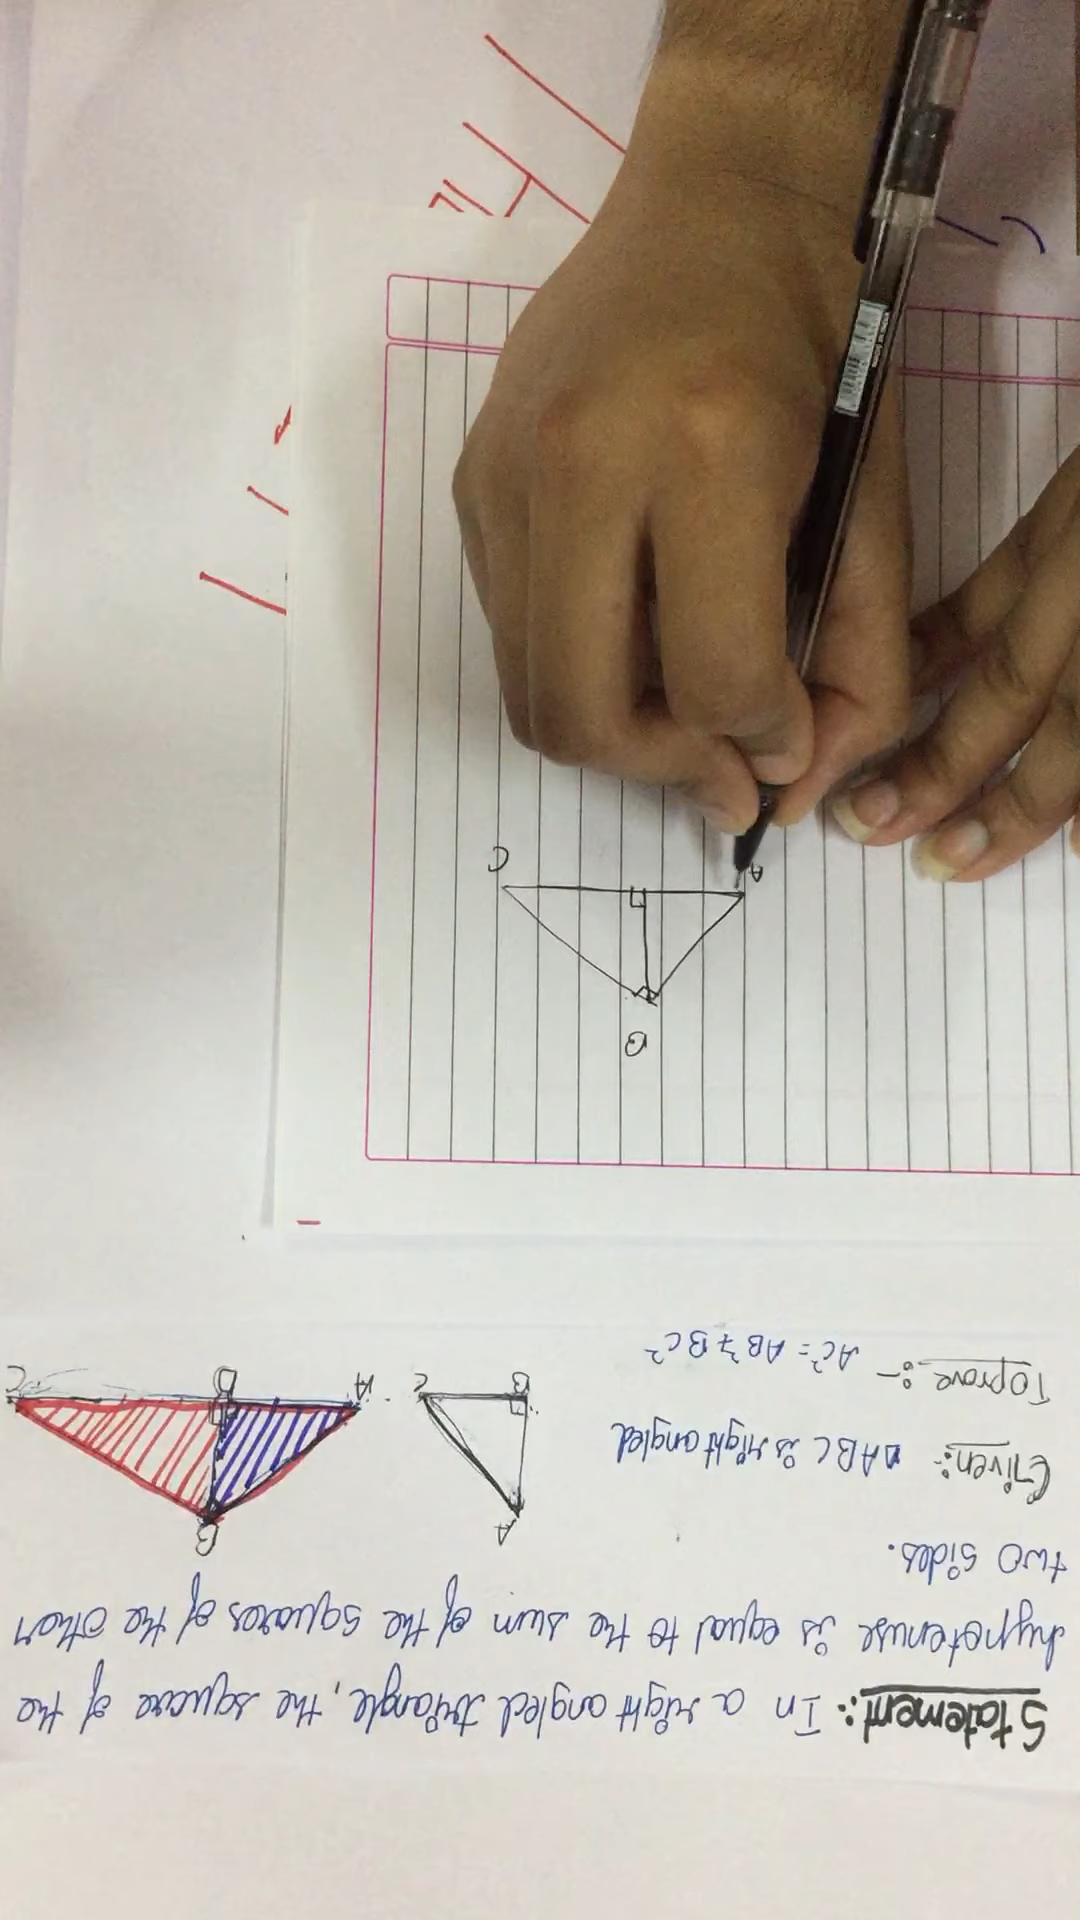 Statement:- In a right angled triangle, the square of the
hypotenuse is equal to the sum of the squares of the other
two sides.
Given:- △ABC is right angled
To prove:- AC² = AB² + BC²
A
B
C
B
A
D
C
B
A
C